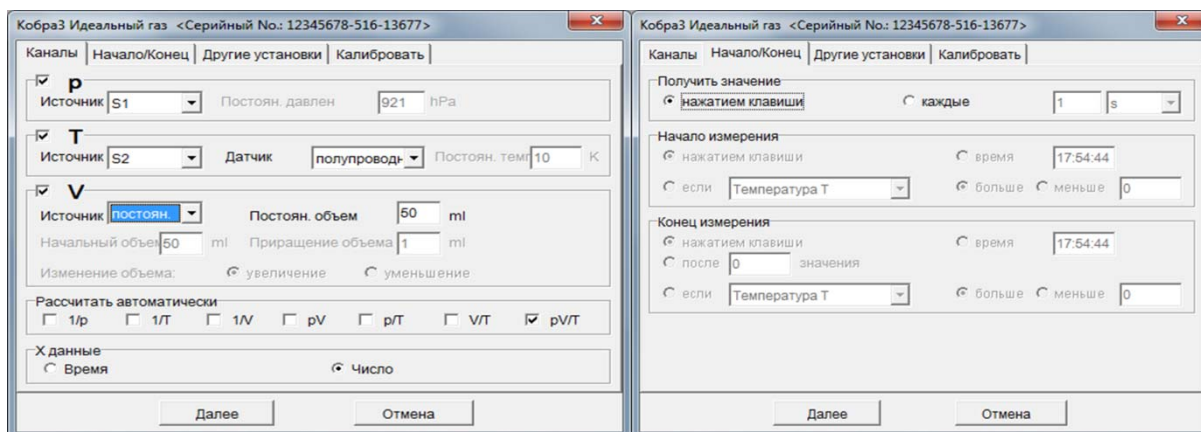 Кобра3 Идеальный газ <Серийный No.: 12345678-516-13677>
Каналы Начало/Конец Другие установки Калибровать
p
Источник S1 Постоян. давлен 921 hPa
T
Источник S2 Датчик полупроводн Постоян. темп 10 K
V
Источник постоян. Постоян. объем 50 ml
Начальный объем 50 ml Приращение объема 1 ml
Изменение объема: увеличение уменьшение
Рассчитать автоматически
1/p 1/T 1/V pV p/T V/T pV/T
X данные
Время Число
Далее Отмена
Кобра3 Идеальный газ <Серийный No.: 12345678-516-13677>
Каналы Начало/Конец Другие установки Калибровать
Получить значение
нажатием клавиши каждые 1 s
Начало измерения
нажатием клавиши время 17:54:44
если Температура T больше меньше 0
Конец измерения
нажатием клавиши время 17:54:44
после 0 значения
если Температура T больше меньше 0
Далее Отмена